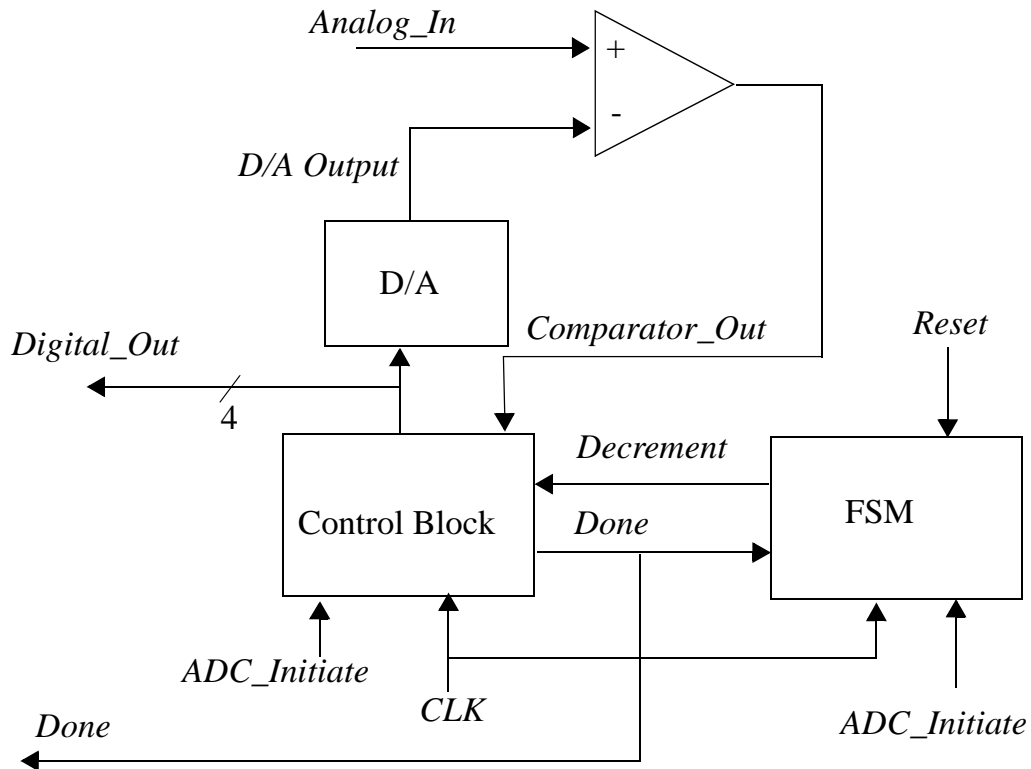 Analog_In
+
-
D/A Output
D/A
Comparator_Out
Reset
Digital_Out
4
Decrement
Control Block
Done
FSM
ADC_Initiate
CLK
ADC_Initiate
Done